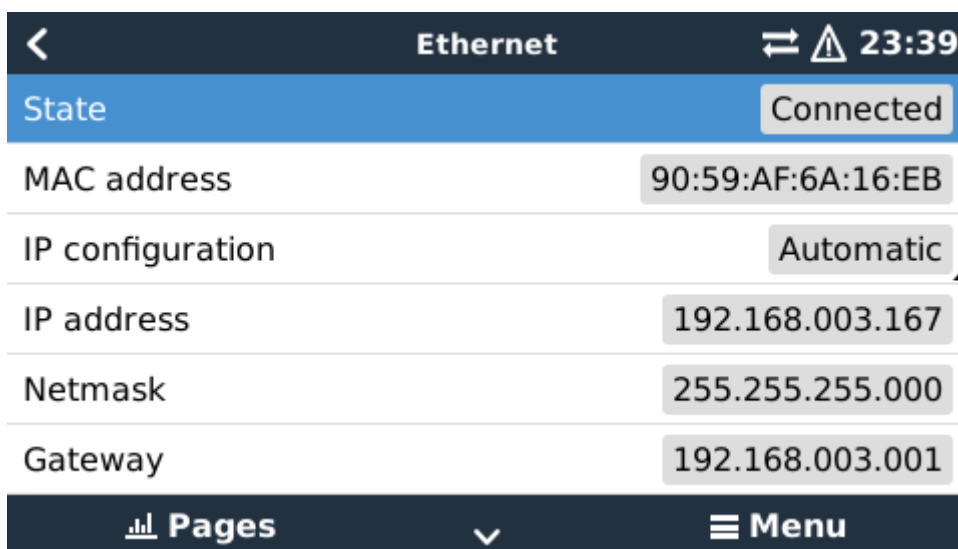 Ethernet 23:39
State Connected
MAC address 90:59:AF:6A:16:EB
IP configuration Automatic
IP address 192.168.003.167
Netmask 255.255.255.000
Gateway 192.168.003.001
Pages Menu